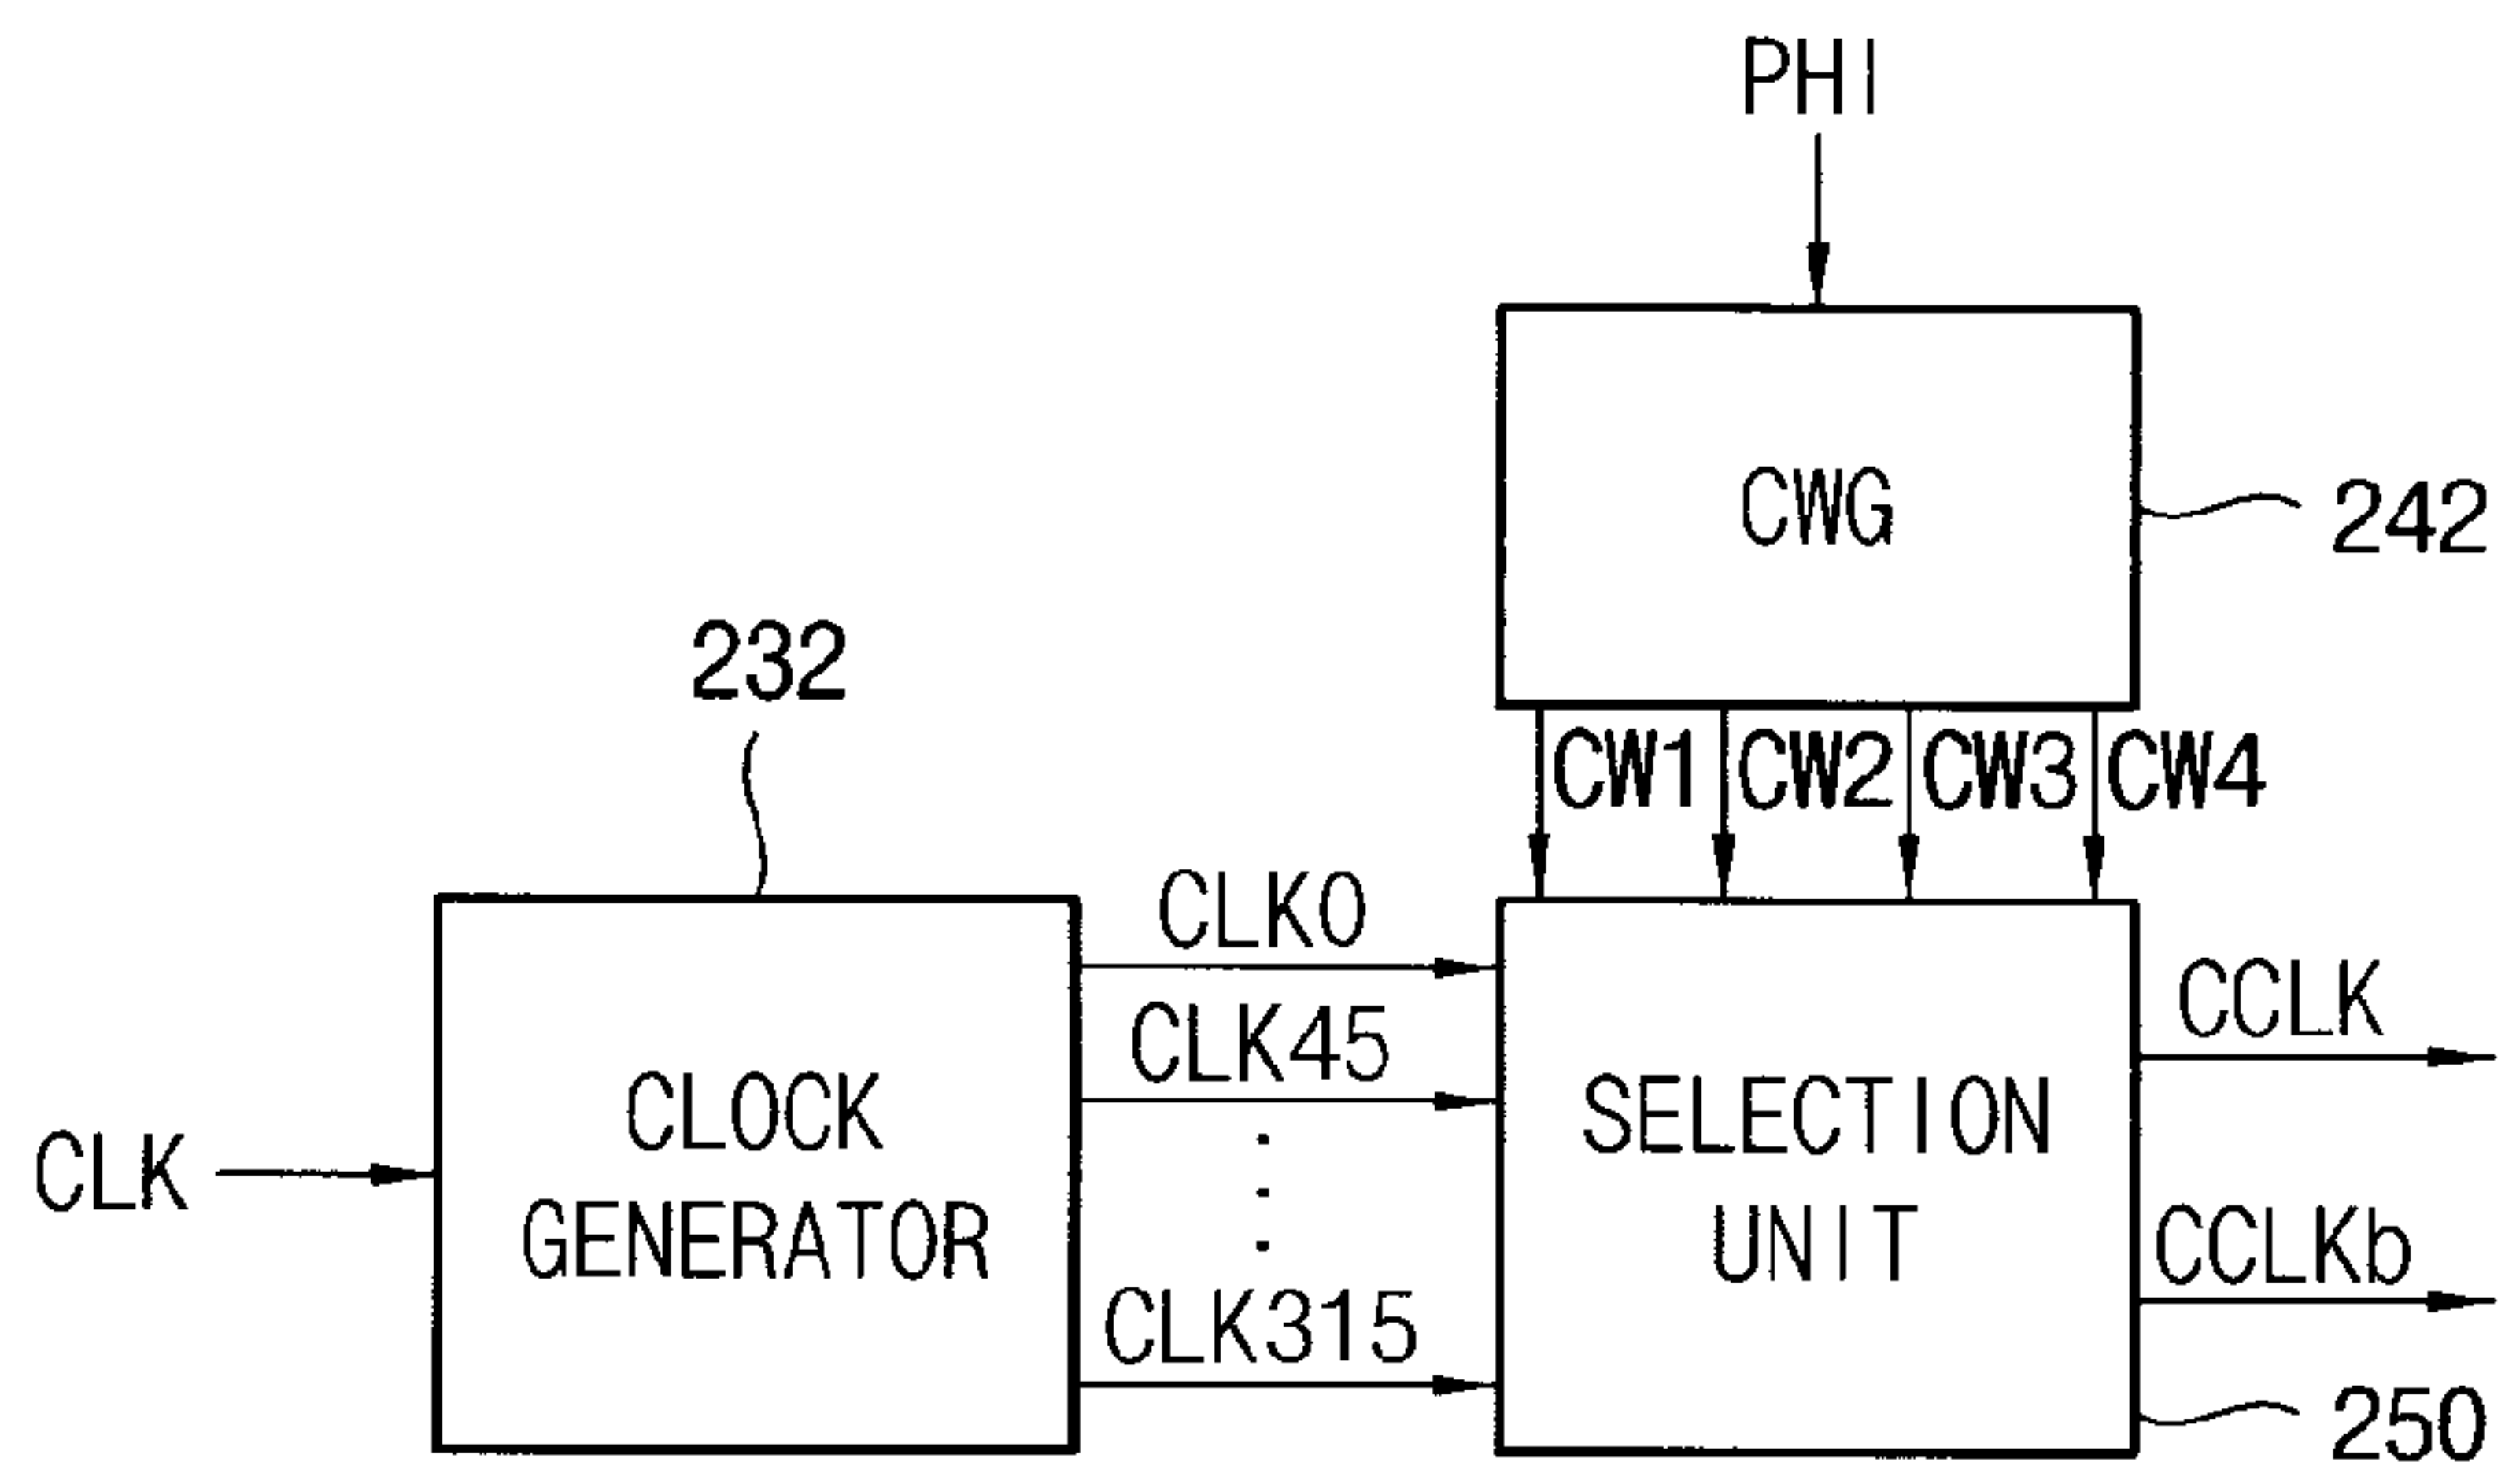 PHI
CWG
242
232
CW1 CW2 CW3 CW4
CLK0
CLK45
CLK315
CLK
CLOCK
GENERATOR
SELECTION
UNIT
CCLK
CCLKb
250